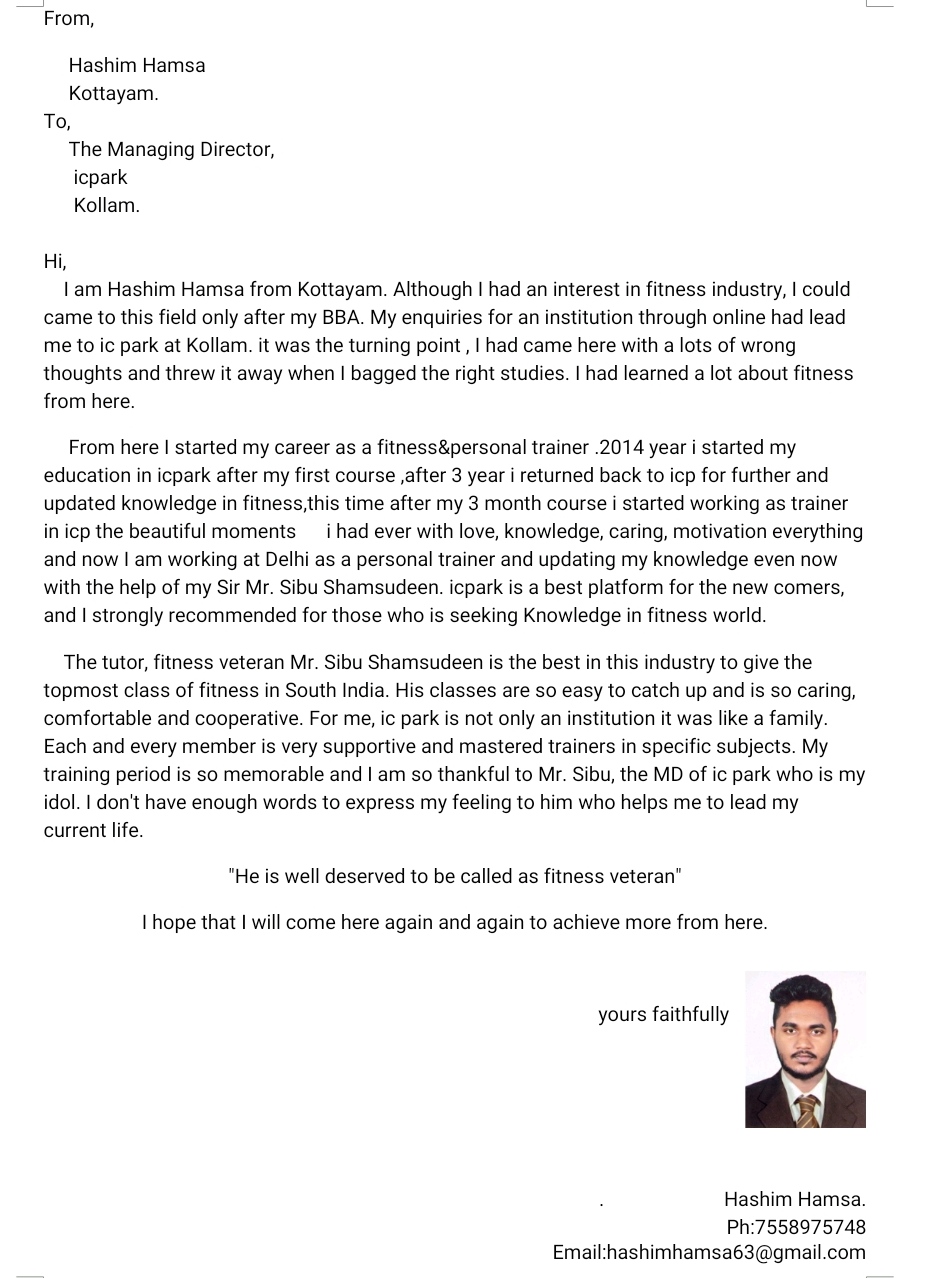 From,
Hashim Hamsa
Kottayam.
To,
The Managing Director,
icpark
Kollam.
Hi,
I am Hashim Hamsa from Kottayam. Although I had an interest in fitness industry, I could
came to this field only after my BBA. My enquiries for an institution through online had lead
me to ic park at Kollam. it was the turning point , I had came here with a lots of wrong
thoughts and threw it away when I bagged the right studies. I had learned a lot about fitness
from here.
From here I started my career as a fitness&personal trainer .2014 year i started my
education in icpark after my first course ,after 3 year i returned back to icp for further and
updated knowledge in fitness,this time after my 3 month course i started working as trainer
in icp the beautiful moments i had ever with love, knowledge, caring, motivation everything
and now I am working at Delhi as a personal trainer and updating my knowledge even now
with the help of my Sir Mr. Sibu Shamsudeen. icpark is a best platform for the new comers,
and I strongly recommended for those who is seeking Knowledge in fitness world.
The tutor, fitness veteran Mr. Sibu Shamsudeen is the best in this industry to give the
topmost class of fitness in South India. His classes are so easy to catch up and is so caring,
comfortable and cooperative. For me, ic park is not only an institution it was like a family.
Each and every member is very supportive and mastered trainers in specific subjects. My
training period is so memorable and I am so thankful to Mr. Sibu, the MD of ic park who is my
idol. I don't have enough words to express my feeling to him who helps me to lead my
current life.
"He is well deserved to be called as fitness veteran"
I hope that I will come here again and again to achieve more from here.
yours faithfully
. Hashim Hamsa.
Ph:7558975748
Email:hashimhamsa63@gmail.com